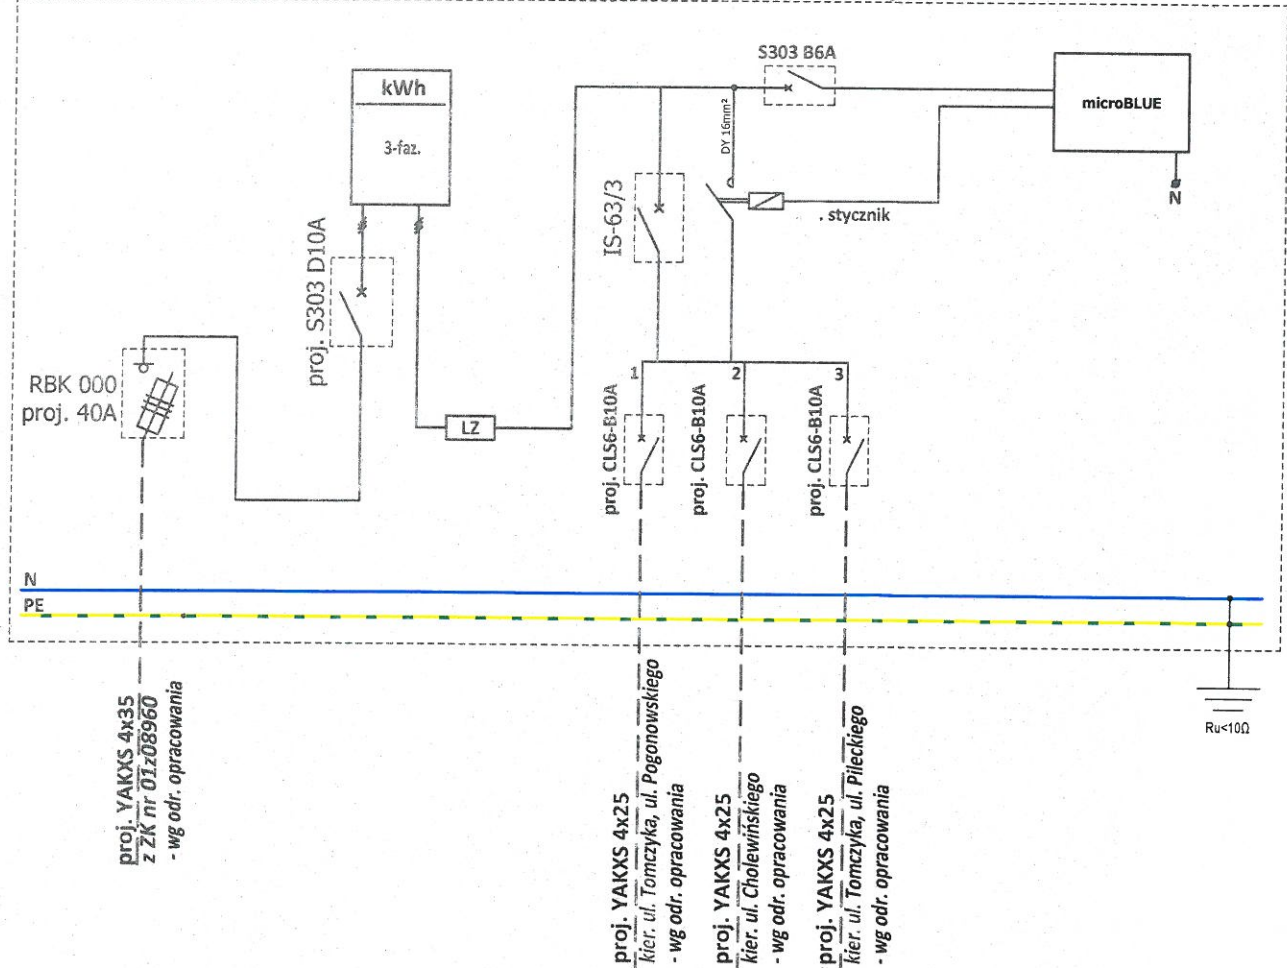 S303 B6A
kWh
3-faz.
microBLUE
DY 16mm²
N
IS-63/3
. stycznik
proj. S303 D10A
RBK 000
proj. 40A
LZ
1
2
3
proj. CLS6-B10A
proj. CLS6-B10A
proj. CLS6-B10A
N
PE
Ru<10Ω
proj. YAKXS 4x35
z ZK nr 01z08960
- wg odr. opracowania
proj. YAKXS 4x25
kier. ul. Tomczyka, ul. Pogonowskiego
- wg odr. opracowania
proj. YAKXS 4x25
kier. ul. Cholewińskiego
- wg odr. opracowania
proj. YAKXS 4x25
kier. ul. Tomczyka, ul. Pileckiego
- wg odr. opracowania